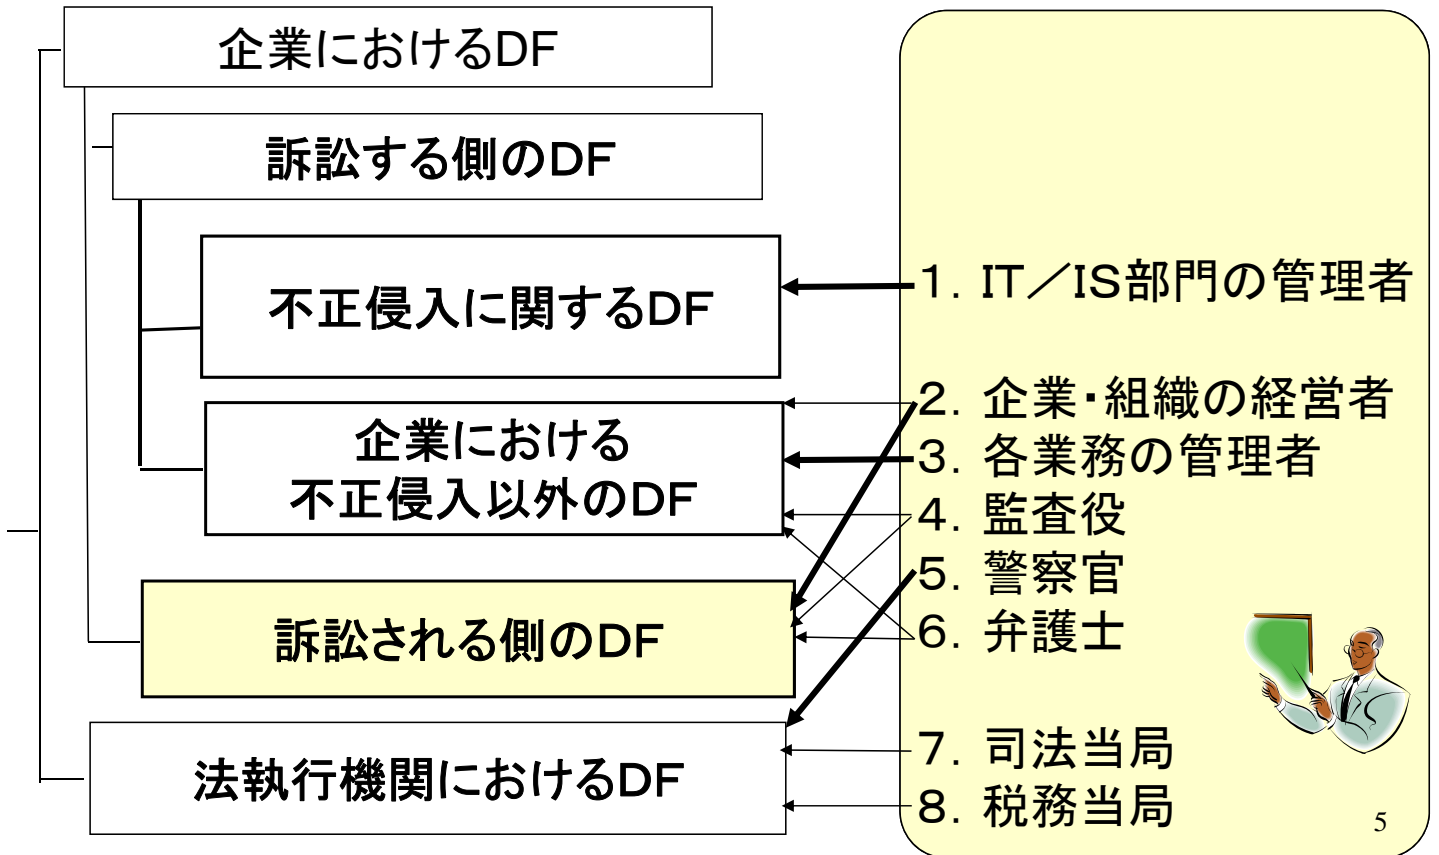 企業におけるDF
訴訟する側のDF
不正侵入に関するDF
企業における
不正侵入以外のDF
訴訟される側のDF
法執行機関におけるDF
1. IT／IS部門の管理者
2. 企業・組織の経営者
3. 各業務の管理者
4. 監査役
5. 警察官
6. 弁護士
7. 司法当局
8. 税務当局
5